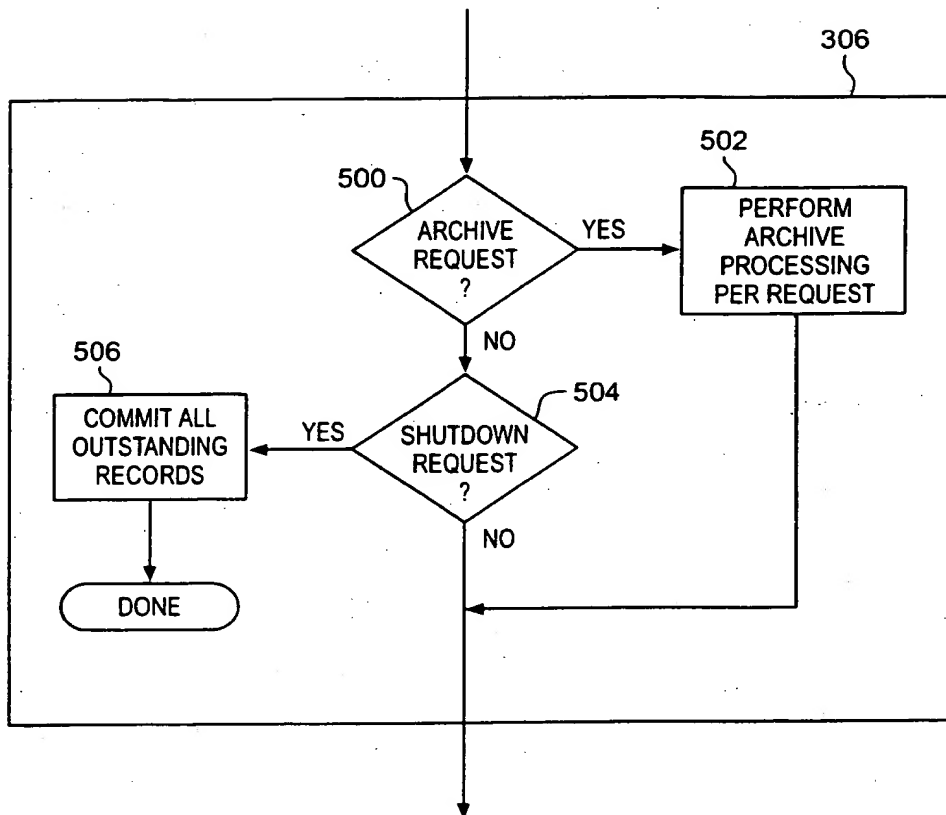 306
500
ARCHIVE
REQUEST
?
YES
502
PERFORM
ARCHIVE
PROCESSING
PER REQUEST
NO
504
SHUTDOWN
REQUEST
?
YES
506
COMMIT ALL
OUTSTANDING
RECORDS
NO
DONE